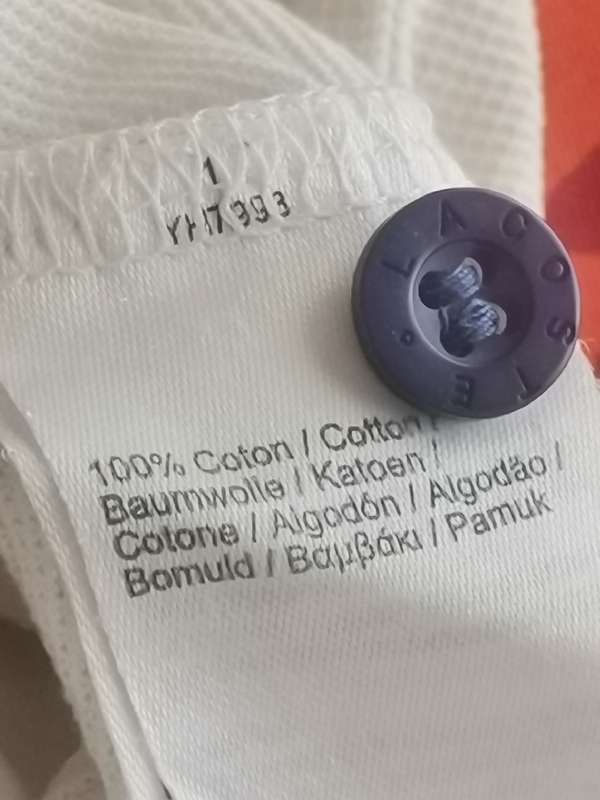 1
YH7993
LACOSTE
100% Coton / Cotton /
Baumwolle / Katoen /
Cotone / Algodón / Algodão /
Bomuld / Βαμβάκι / Pamuk